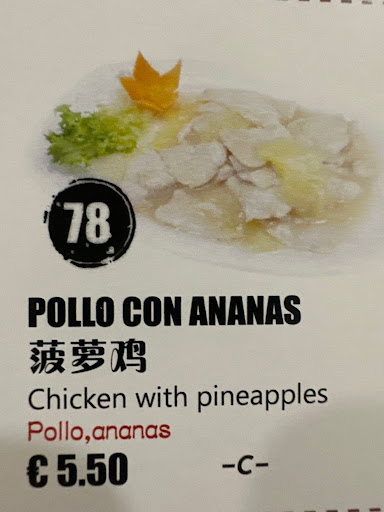 78
POLLO CON ANANAS
菠萝鸡
Chicken with pineapples
Pollo,ananas
€ 5.50 -C-